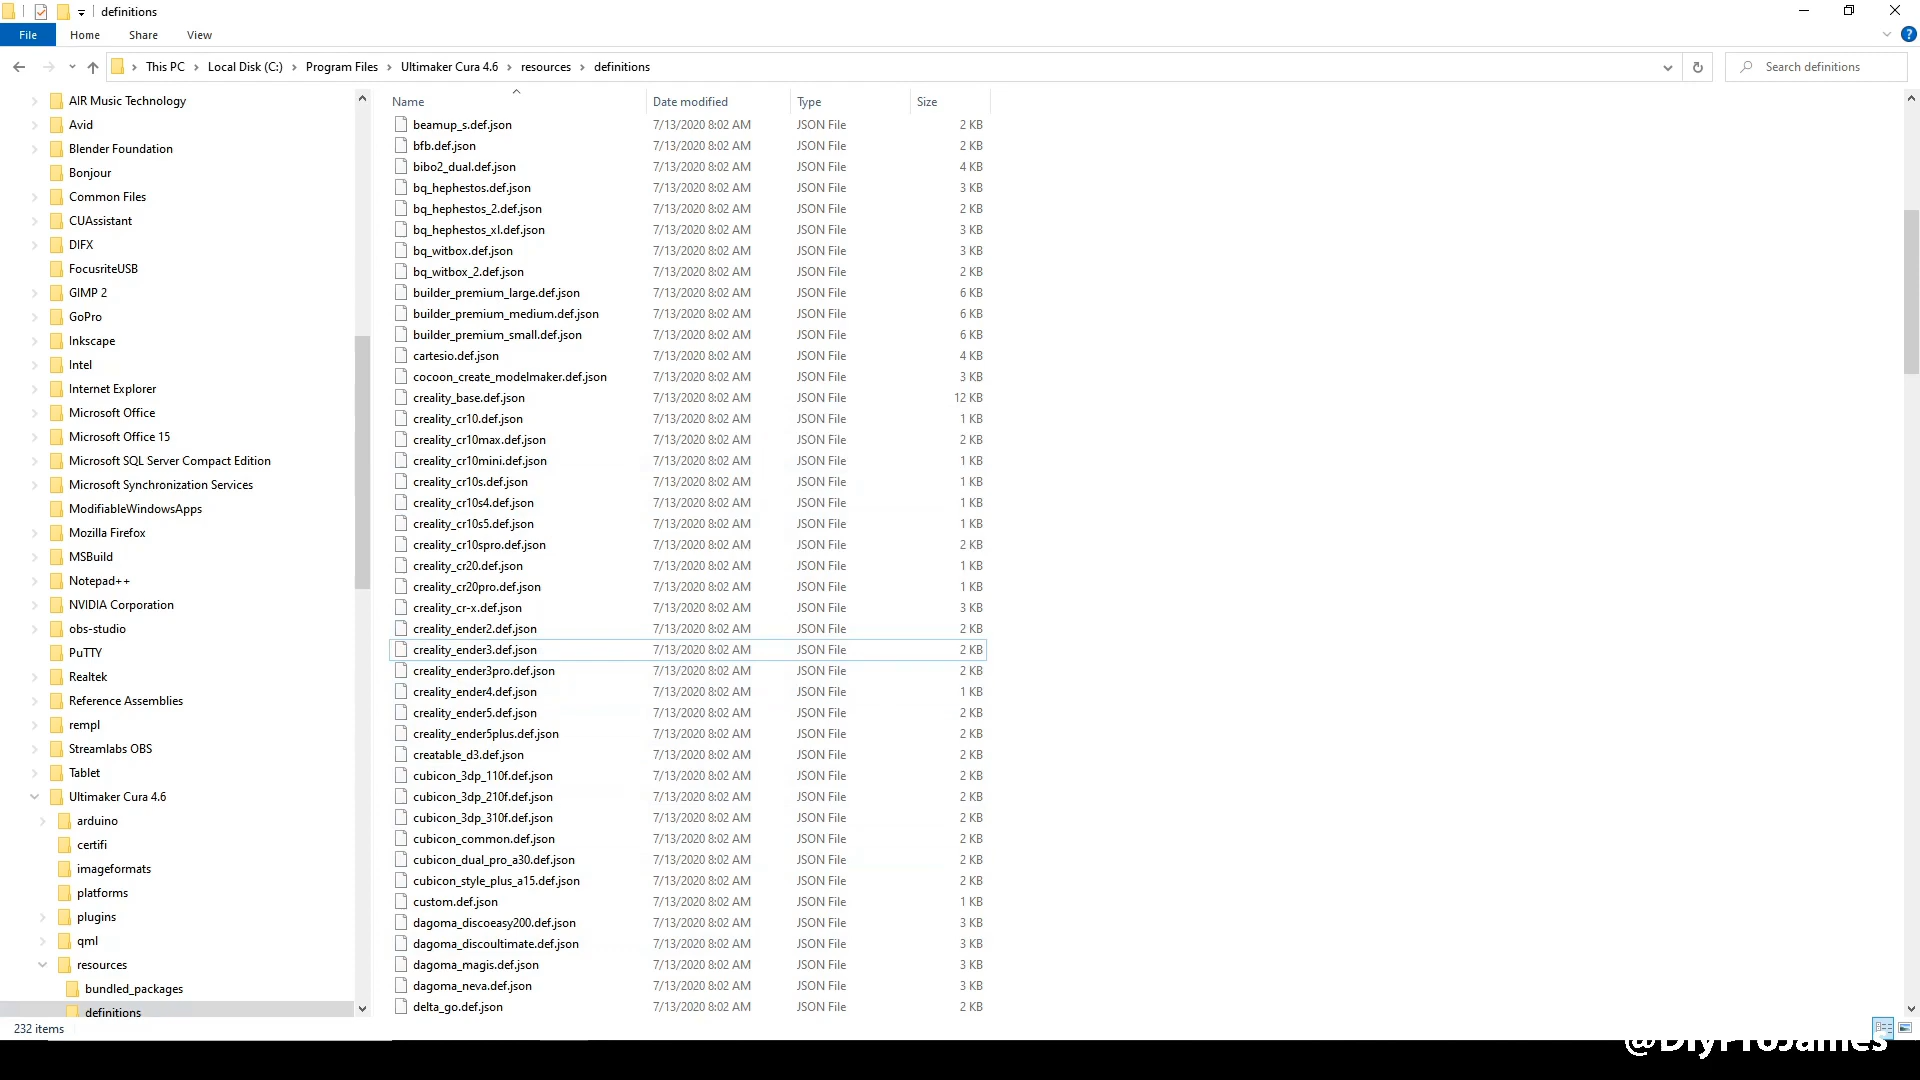 definitions
File Home Share View
This PC Local Disk (C:) Program Files Ultimaker Cura 4.6 resources definitions
Search definitions
AIR Music Technology
Avid
Blender Foundation
Bonjour
Common Files
CUAssistant
DIFX
FocusriteUSB
GIMP 2
GoPro
Inkscape
Intel
Internet Explorer
Microsoft Office
Microsoft Office 15
Microsoft SQL Server Compact Edition
Microsoft Synchronization Services
ModifiableWindowsApps
Mozilla Firefox
MSBuild
Notepad++
NVIDIA Corporation
obs-studio
PuTTY
Realtek
Reference Assemblies
rempl
Streamlabs OBS
Tablet
Ultimaker Cura 4.6
arduino
certifi
imageformats
platforms
plugins
qml
resources
bundled_packages
definitions
Name Date modified Type Size
beamup_s.def.json 7/13/2020 8:02 AM JSON File 2 KB
bfb.def.json 7/13/2020 8:02 AM JSON File 2 KB
bibo2_dual.def.json 7/13/2020 8:02 AM JSON File 4 KB
bq_hephestos.def.json 7/13/2020 8:02 AM JSON File 3 KB
bq_hephestos_2.def.json 7/13/2020 8:02 AM JSON File 2 KB
bq_hephestos_xl.def.json 7/13/2020 8:02 AM JSON File 3 KB
bq_witbox.def.json 7/13/2020 8:02 AM JSON File 3 KB
bq_witbox_2.def.json 7/13/2020 8:02 AM JSON File 2 KB
builder_premium_large.def.json 7/13/2020 8:02 AM JSON File 6 KB
builder_premium_medium.def.json 7/13/2020 8:02 AM JSON File 6 KB
builder_premium_small.def.json 7/13/2020 8:02 AM JSON File 6 KB
cartesio.def.json 7/13/2020 8:02 AM JSON File 4 KB
cocoon_create_modelmaker.def.json 7/13/2020 8:02 AM JSON File 3 KB
creality_base.def.json 7/13/2020 8:02 AM JSON File 12 KB
creality_cr10.def.json 7/13/2020 8:02 AM JSON File 1 KB
creality_cr10max.def.json 7/13/2020 8:02 AM JSON File 2 KB
creality_cr10mini.def.json 7/13/2020 8:02 AM JSON File 1 KB
creality_cr10s.def.json 7/13/2020 8:02 AM JSON File 1 KB
creality_cr10s4.def.json 7/13/2020 8:02 AM JSON File 1 KB
creality_cr10s5.def.json 7/13/2020 8:02 AM JSON File 1 KB
creality_cr10spro.def.json 7/13/2020 8:02 AM JSON File 2 KB
creality_cr20.def.json 7/13/2020 8:02 AM JSON File 1 KB
creality_cr20pro.def.json 7/13/2020 8:02 AM JSON File 1 KB
creality_cr-x.def.json 7/13/2020 8:02 AM JSON File 3 KB
creality_ender2.def.json 7/13/2020 8:02 AM JSON File 2 KB
creality_ender3.def.json 7/13/2020 8:02 AM JSON File 2 KB
creality_ender3pro.def.json 7/13/2020 8:02 AM JSON File 2 KB
creality_ender4.def.json 7/13/2020 8:02 AM JSON File 1 KB
creality_ender5.def.json 7/13/2020 8:02 AM JSON File 2 KB
creality_ender5plus.def.json 7/13/2020 8:02 AM JSON File 2 KB
creatable_d3.def.json 7/13/2020 8:02 AM JSON File 2 KB
cubicon_3dp_110f.def.json 7/13/2020 8:02 AM JSON File 2 KB
cubicon_3dp_210f.def.json 7/13/2020 8:02 AM JSON File 2 KB
cubicon_3dp_310f.def.json 7/13/2020 8:02 AM JSON File 2 KB
cubicon_common.def.json 7/13/2020 8:02 AM JSON File 2 KB
cubicon_dual_pro_a30.def.json 7/13/2020 8:02 AM JSON File 2 KB
cubicon_style_plus_a15.def.json 7/13/2020 8:02 AM JSON File 2 KB
custom.def.json 7/13/2020 8:02 AM JSON File 1 KB
dagoma_discoeasy200.def.json 7/13/2020 8:02 AM JSON File 3 KB
dagoma_discoultimate.def.json 7/13/2020 8:02 AM JSON File 3 KB
dagoma_magis.def.json 7/13/2020 8:02 AM JSON File 3 KB
dagoma_neva.def.json 7/13/2020 8:02 AM JSON File 3 KB
delta_go.def.json 7/13/2020 8:02 AM JSON File 2 KB
232 items
@DiyProJames